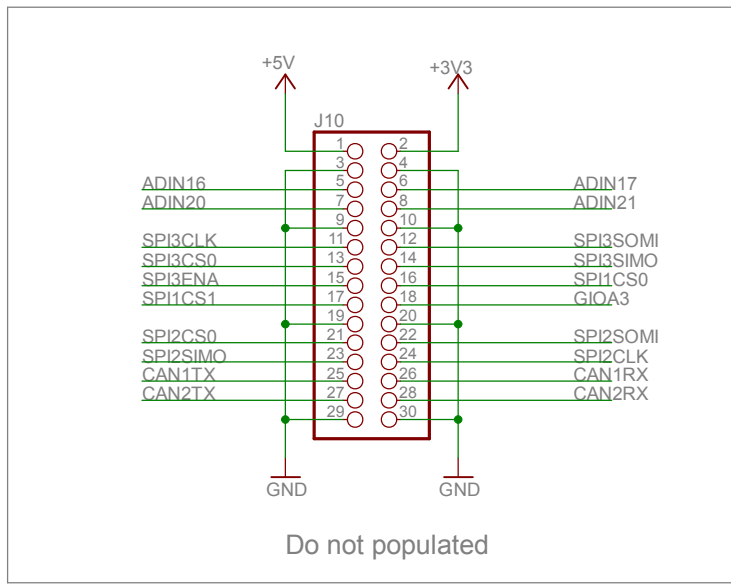 +5V
+3V3
J10
1 2
3 4
ADIN16 5 6 ADIN17
ADIN20 7 8 ADIN21
9 10
SPI3CLK 11 12 SPI3SOMI
SPI3CS0 13 14 SPI3SIMO
SPI3ENA 15 16 SPI1CS0
SPI1CS1 17 18 GIOA3
19 20
SPI2CS0 21 22 SPI2SOMI
SPI2SIMO 23 24 SPI2CLK
CAN1TX 25 26 CAN1RX
CAN2TX 27 28 CAN2RX
29 30
GND GND
Do not populated